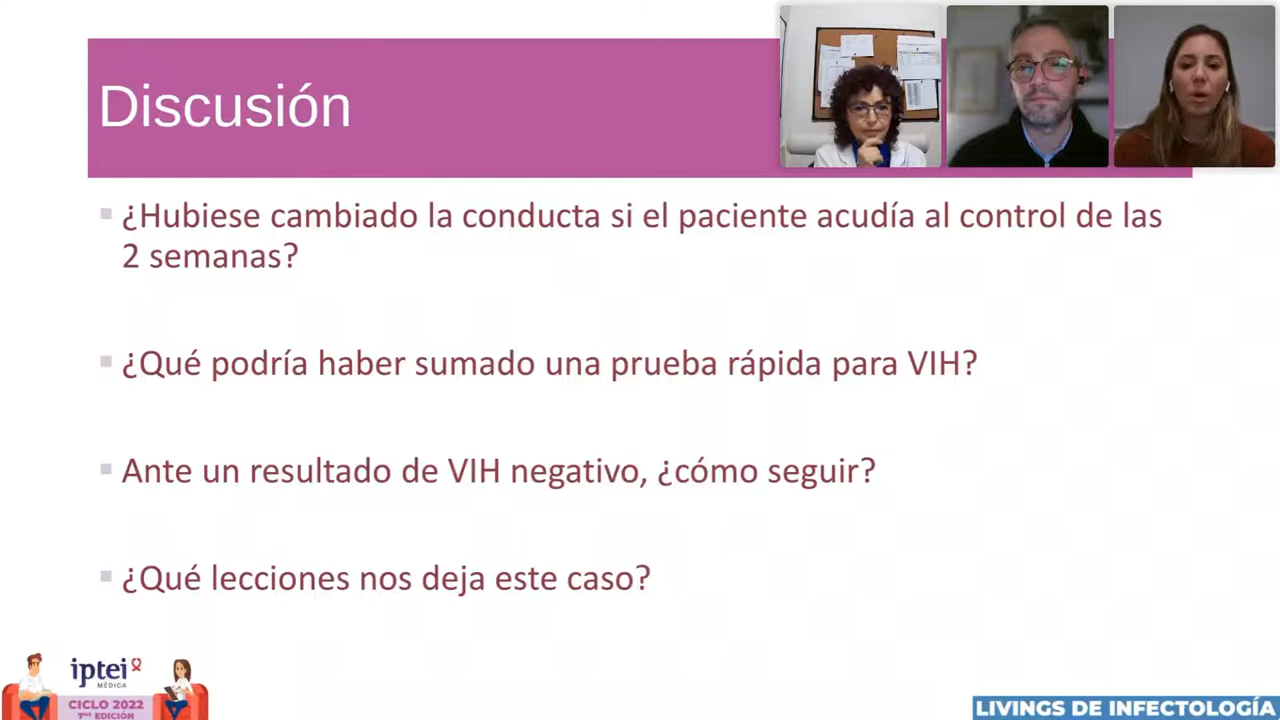 Discusión
¿Hubiese cambiado la conducta si el paciente acudía al control de las
2 semanas?
¿Qué podría haber sumado una prueba rápida para VIH?
Ante un resultado de VIH negativo, ¿cómo seguir?
¿Qué lecciones nos deja este caso?
iptei
MÉDICA
CICLO 2022
7MA EDICIÓN
LIVINGS DE INFECTOLOGÍA